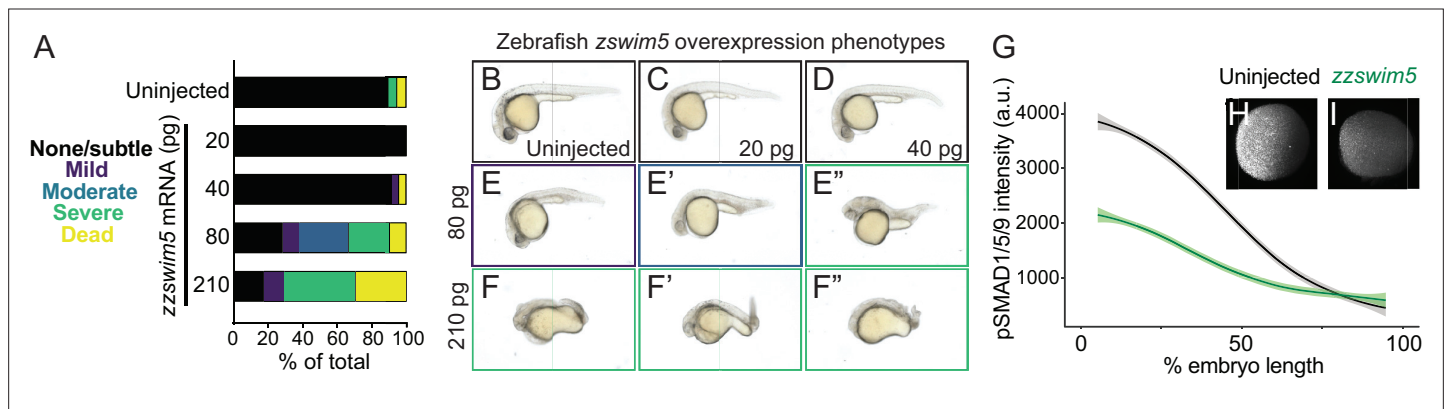 A
Uninjected
None/subtle
Mild
Moderate
Severe
Dead
zzswim5 mRNA (pg)
20
40
80
210
0 20 40 60 80 100
% of total
Zebrafish zswim5 overexpression phenotypes
B
Uninjected
C
20 pg
D
40 pg
80 pg
E
E'
E"
210 pg
F
F'
F"
G
Uninjected zzswim5
H
I
pSMAD1/5/9 intensity (a.u.)
4000
3000
2000
1000
0 50 100
% embryo length